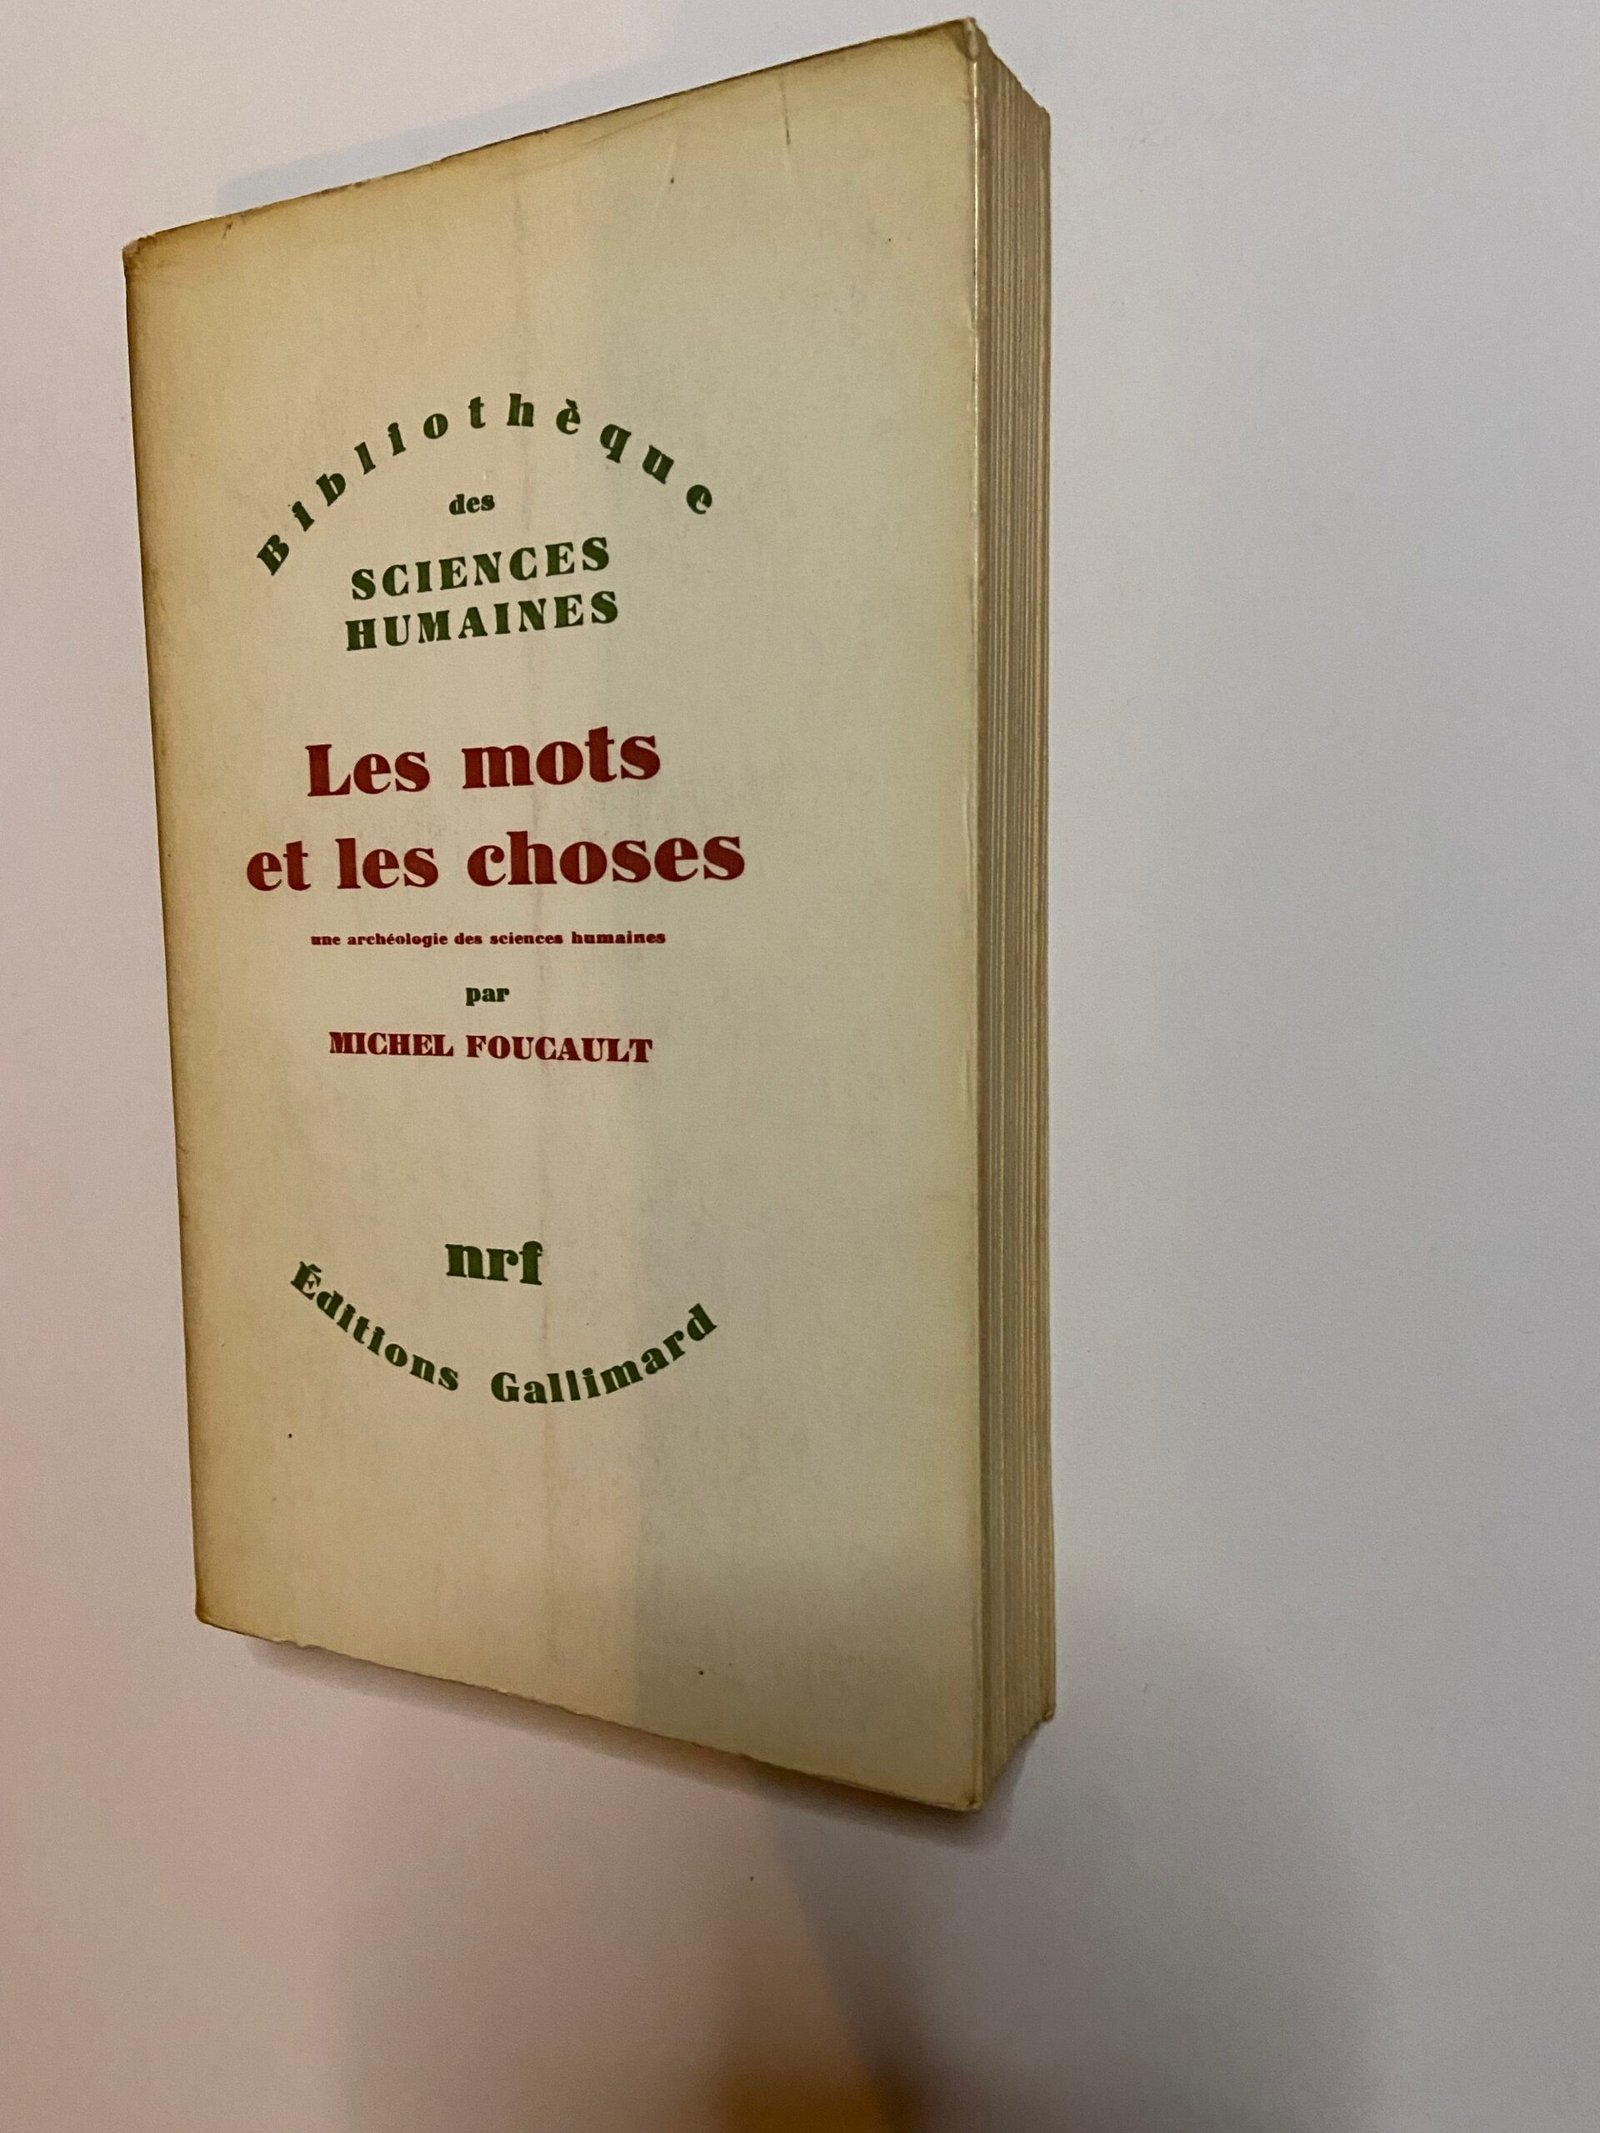 Bibliothèque
des
SCIENCES
HUMAINES
Les mots
et les choses
une archéologie des sciences humaines
par
MICHEL FOUCAULT
nrf
Éditions Gallimard